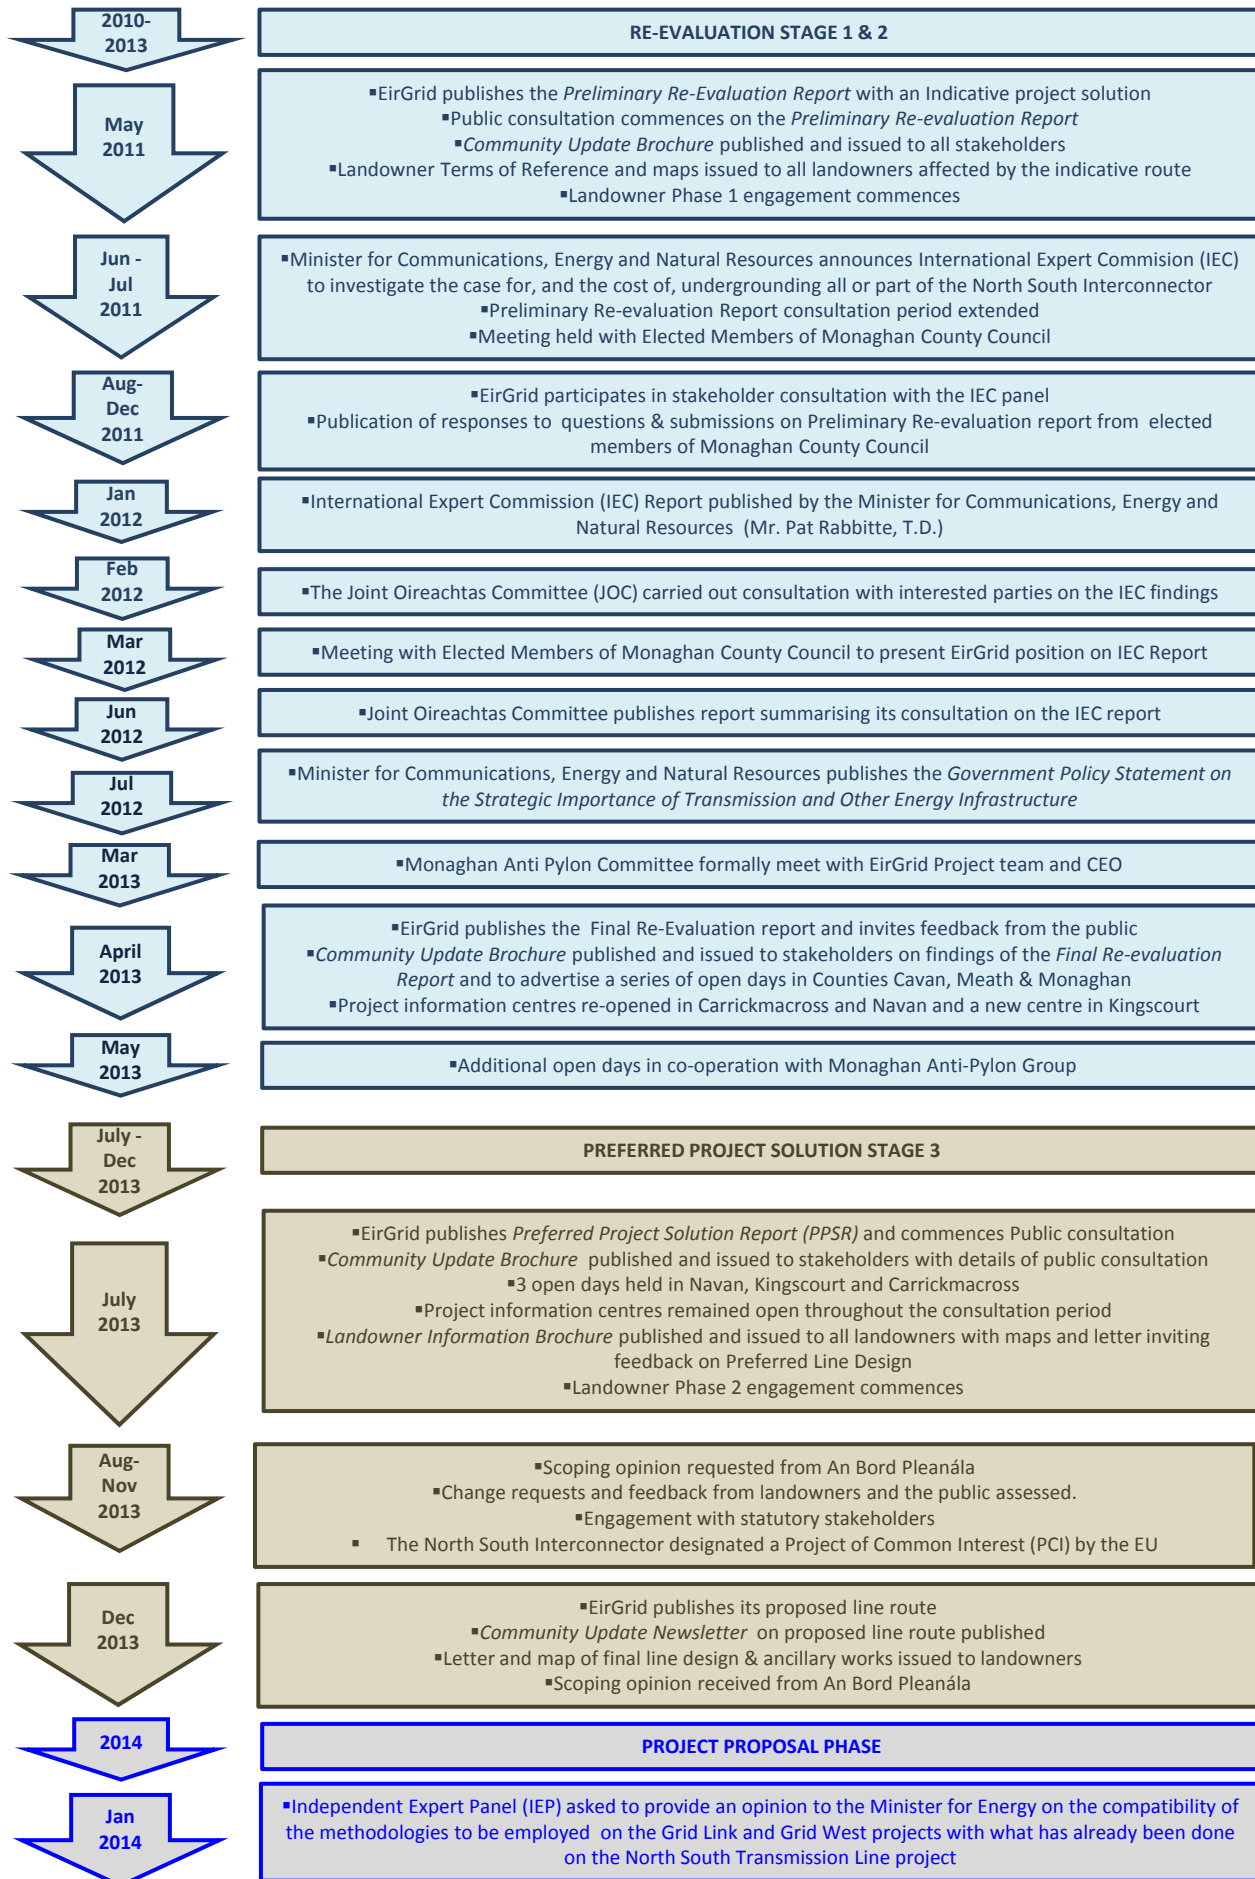 2010-
2013
RE-EVALUATION STAGE 1 & 2
May
2011
▪EirGrid publishes the Preliminary Re-Evaluation Report with an Indicative project solution
▪Public consultation commences on the Preliminary Re-evaluation Report
▪Community Update Brochure published and issued to all stakeholders
▪Landowner Terms of Reference and maps issued to all landowners affected by the indicative route
▪Landowner Phase 1 engagement commences
Jun -
Jul
2011
▪Minister for Communications, Energy and Natural Resources announces International Expert Commision (IEC)
to investigate the case for, and the cost of, undergrounding all or part of the North South Interconnector
▪Preliminary Re-evaluation Report consultation period extended
▪Meeting held with Elected Members of Monaghan County Council
Aug-
Dec
2011
▪EirGrid participates in stakeholder consultation with the IEC panel
▪Publication of responses to questions & submissions on Preliminary Re-evaluation report from elected
members of Monaghan County Council
Jan
2012
▪International Expert Commission (IEC) Report published by the Minister for Communications, Energy and
Natural Resources (Mr. Pat Rabbitte, T.D.)
Feb
2012
▪The Joint Oireachtas Committee (JOC) carried out consultation with interested parties on the IEC findings
Mar
2012
▪Meeting with Elected Members of Monaghan County Council to present EirGrid position on IEC Report
Jun
2012
▪Joint Oireachtas Committee publishes report summarising its consultation on the IEC report
Jul
2012
▪Minister for Communications, Energy and Natural Resources publishes the Government Policy Statement on
the Strategic Importance of Transmission and Other Energy Infrastructure
Mar
2013
▪Monaghan Anti Pylon Committee formally meet with EirGrid Project team and CEO
April
2013
▪EirGrid publishes the Final Re-Evaluation report and invites feedback from the public
▪Community Update Brochure published and issued to stakeholders on findings of the Final Re-evaluation
Report and to advertise a series of open days in Counties Cavan, Meath & Monaghan
▪Project information centres re-opened in Carrickmacross and Navan and a new centre in Kingscourt
May
2013
▪Additional open days in co-operation with Monaghan Anti-Pylon Group
July -
Dec
2013
PREFERRED PROJECT SOLUTION STAGE 3
July
2013
▪EirGrid publishes Preferred Project Solution Report (PPSR) and commences Public consultation
▪Community Update Brochure published and issued to stakeholders with details of public consultation
▪3 open days held in Navan, Kingscourt and Carrickmacross
▪Project information centres remained open throughout the consultation period
▪Landowner Information Brochure published and issued to all landowners with maps and letter inviting
feedback on Preferred Line Design
▪Landowner Phase 2 engagement commences
Aug-
Nov
2013
▪Scoping opinion requested from An Bord Pleanála
▪Change requests and feedback from landowners and the public assessed.
▪Engagement with statutory stakeholders
▪ The North South Interconnector designated a Project of Common Interest (PCI) by the EU
Dec
2013
▪EirGrid publishes its proposed line route
▪Community Update Newsletter on proposed line route published
▪Letter and map of final line design & ancillary works issued to landowners
▪Scoping opinion received from An Bord Pleanála
2014
PROJECT PROPOSAL PHASE
Jan
2014
▪Independent Expert Panel (IEP) asked to provide an opinion to the Minister for Energy on the compatibility of
the methodologies to be employed on the Grid Link and Grid West projects with what has already been done
on the North South Transmission Line project